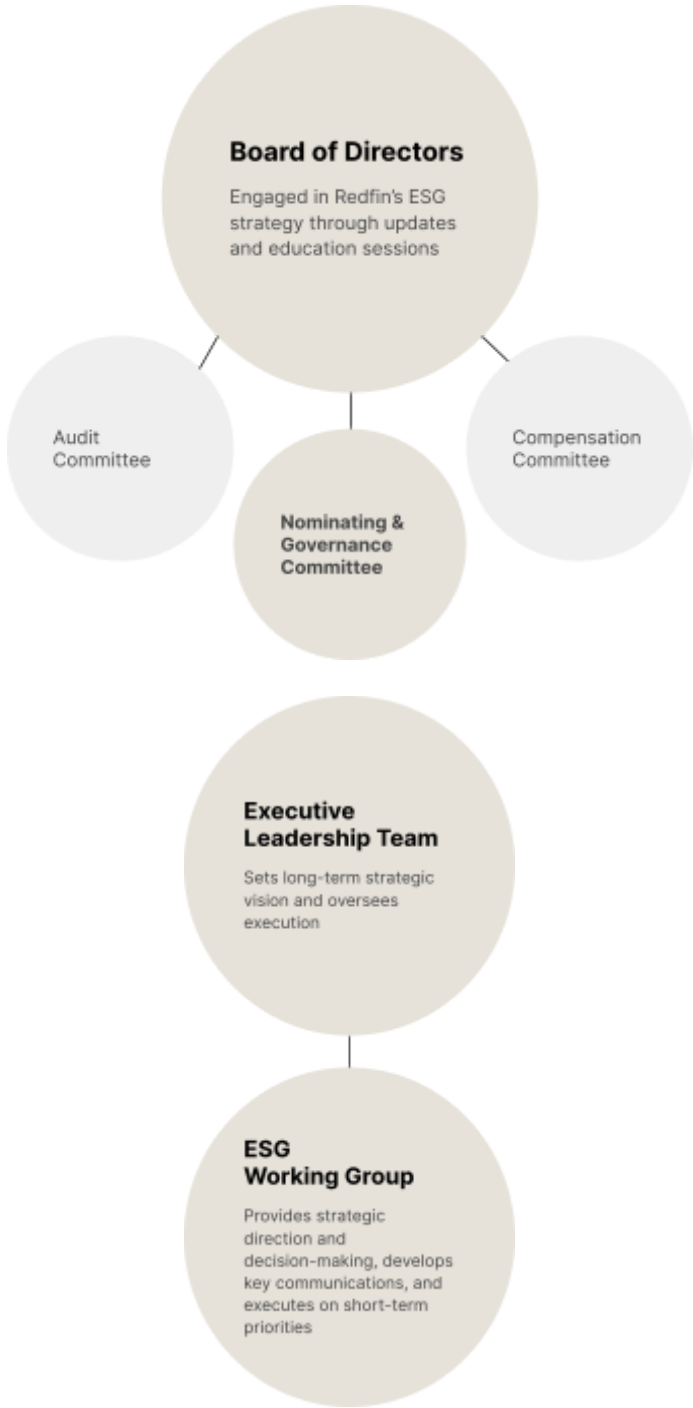 Board of Directors
Engaged in Redfin's ESG
strategy through updates
and education sessions
Audit
Committee
Compensation
Committee
Nominating &
Governance
Committee
Executive
Leadership Team
Sets long-term strategic
vision and oversees
execution
ESG
Working Group
Provides strategic
direction and
decision-making, develops
key communications, and
executes on short-term
priorities